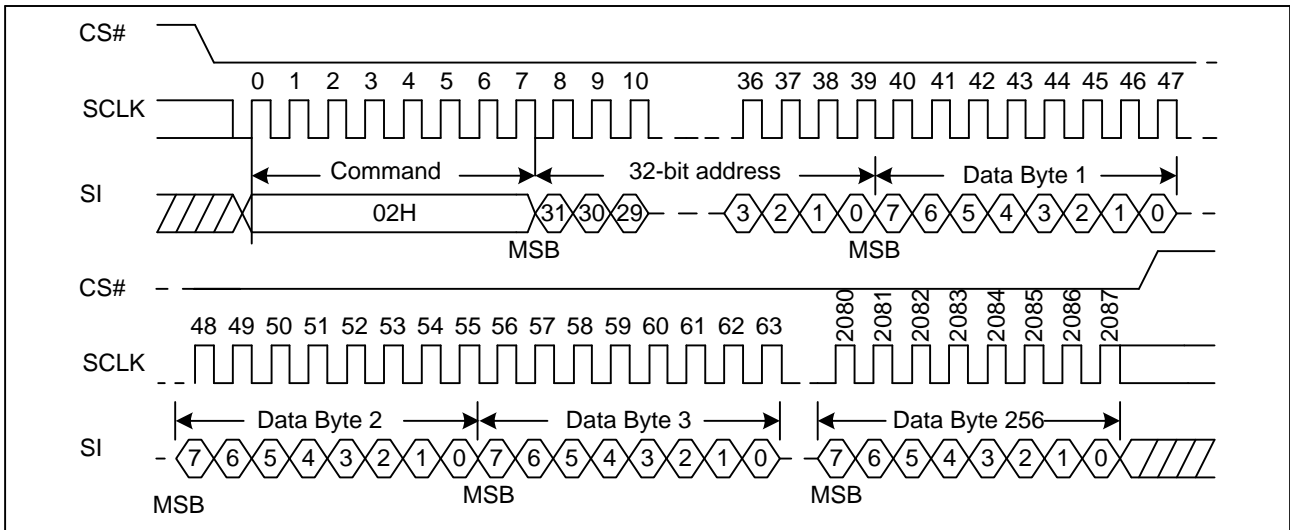 CS#
0 1 2 3 4 5 6 7 8 9 10 36 37 38 39 40 41 42 43 44 45 46 47
SCLK
Command 32-bit address Data Byte 1
SI
02H 31 30 29 3 2 1 0 7 6 5 4 3 2 1 0
MSB MSB
CS#
48 49 50 51 52 53 54 55 56 57 58 59 60 61 62 63 2080 2081 2082 2083 2084 2085 2086 2087
SCLK
Data Byte 2 Data Byte 3 Data Byte 256
SI
7 6 5 4 3 2 1 0 7 6 5 4 3 2 1 0 7 6 5 4 3 2 1 0
MSB MSB MSB